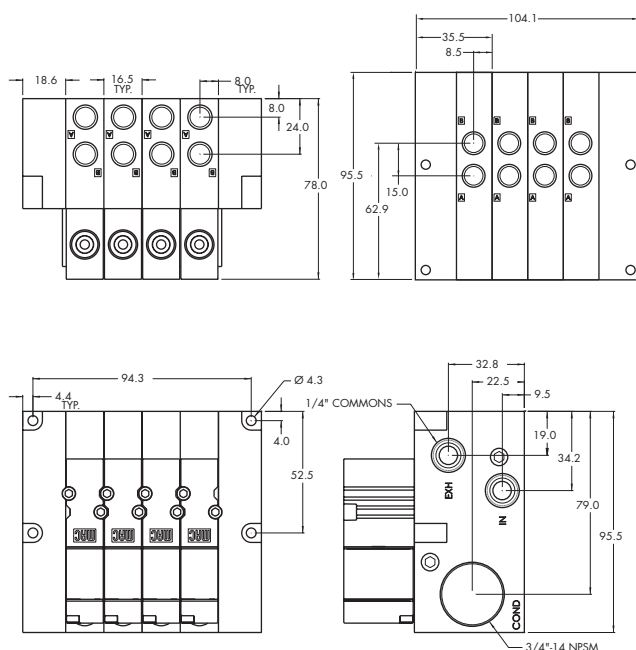 104.1
35.5
8.5
18.6
16.5
TYP.
8.0
TYP.
8.0
24.0
78.0
A
A
A
A
B
B
B
B
95.5
62.9
15.0
B
B
B
B
A
A
A
A
94.3
4.4
TYP.
Ø 4.3
4.0
52.5
MAC
MAC
MAC
MAC
32.8
22.5
9.5
1/4" COMMONS
19.0
34.2
79.0
95.5
EXH
IN
COND
3/4"-14 NPSM